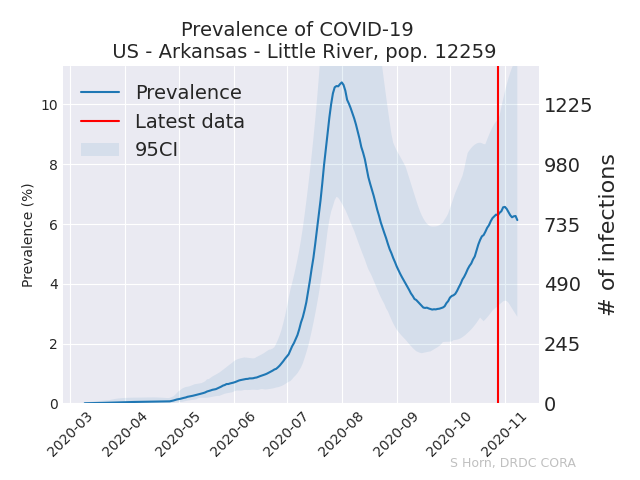 Prevalence of COVID-19
US - Arkansas - Little River, pop. 12259
Prevalence
Latest data
95CI
Prevalence (%)
10
8
6
4
2
0
1225
980
735
490
245
0
# of infections
2020-03
2020-04
2020-05
2020-06
2020-07
2020-08
2020-09
2020-10
2020-11
S Horn, DRDC CORA